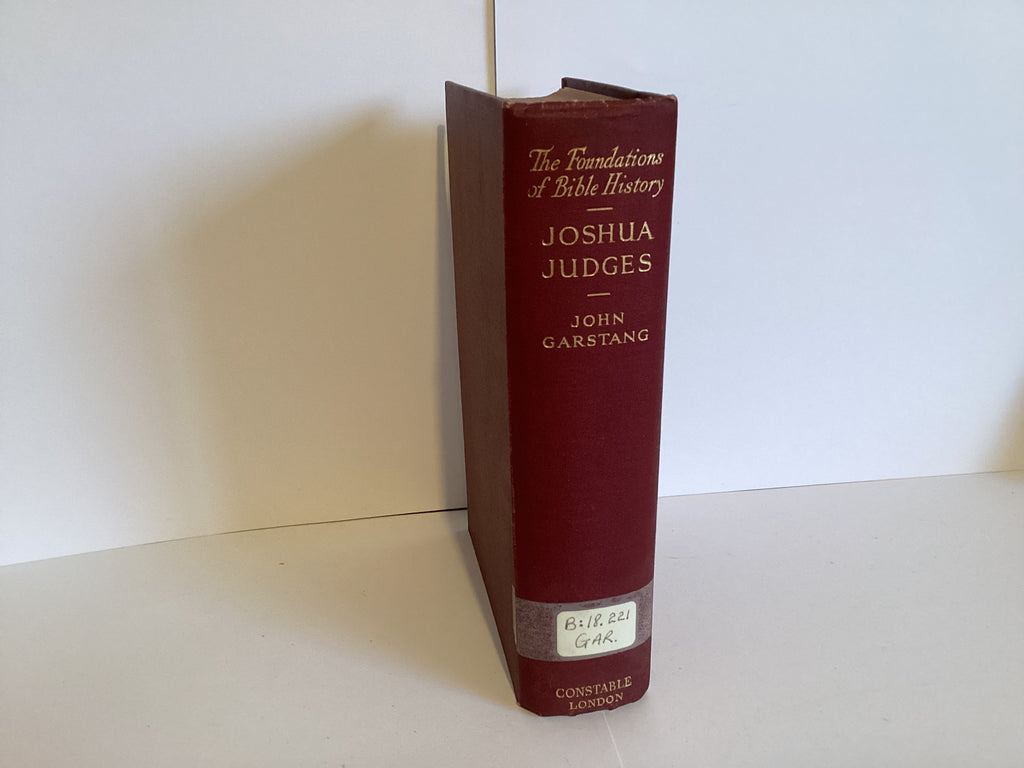 The Foundations
of Bible History
JOSHUA
JUDGES
JOHN
GARSTANG
B:18.221
GAR.
CONSTABLE
LONDON